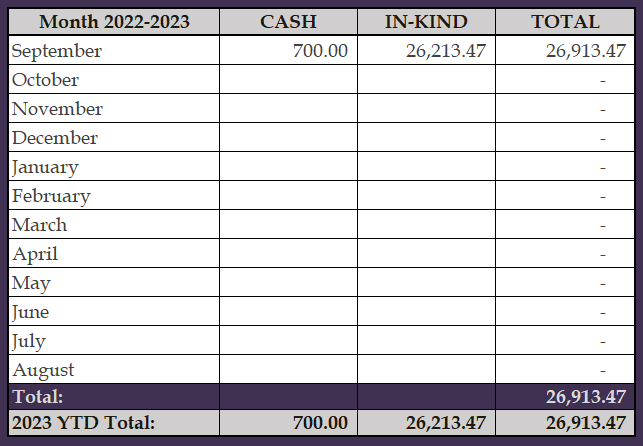 Month 2022-2023 CASH IN-KIND TOTAL
September 700.00 26,213.47 26,913.47
October -
November -
December -
January -
February -
March -
April -
May -
June -
July -
August -
Total: 26,913.47
2023 YTD Total: 700.00 26,213.47 26,913.47